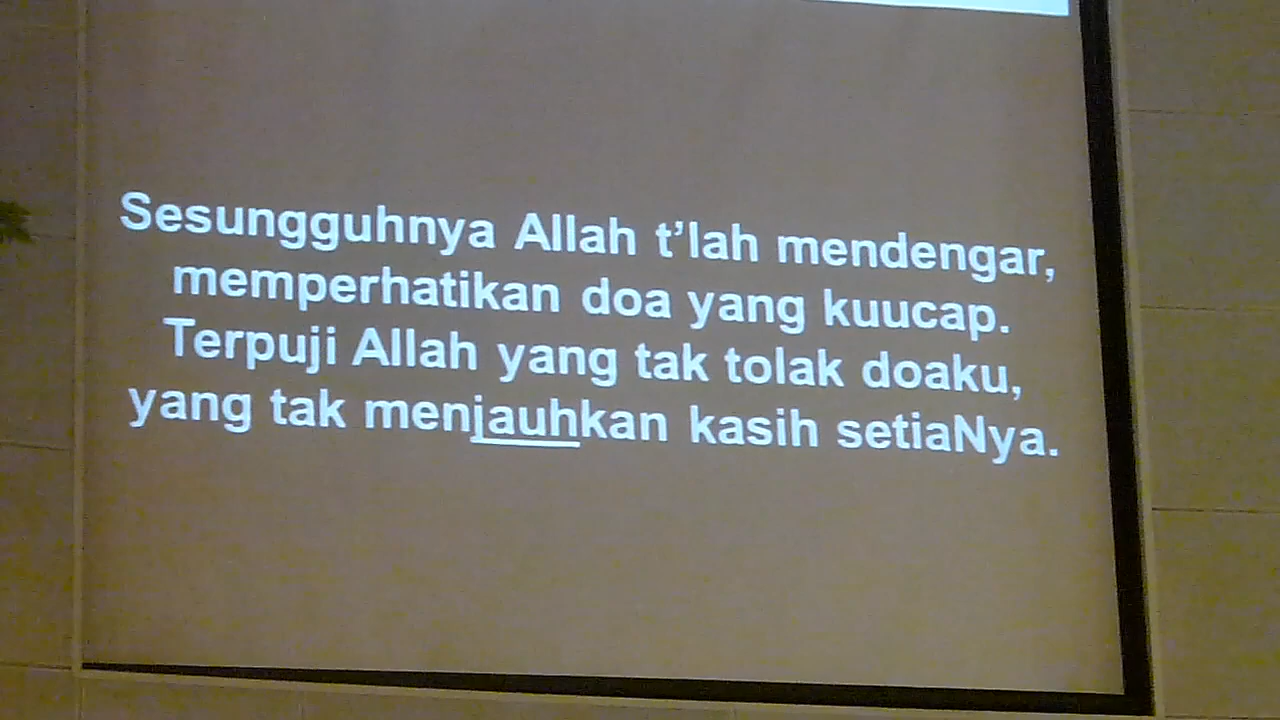 Sesungguhnya Allah t’lah mendengar,
memperhatikan doa yang kuucap.
Terpuji Allah yang tak tolak doaku,
yang tak menjauhkan kasih setiaNya.